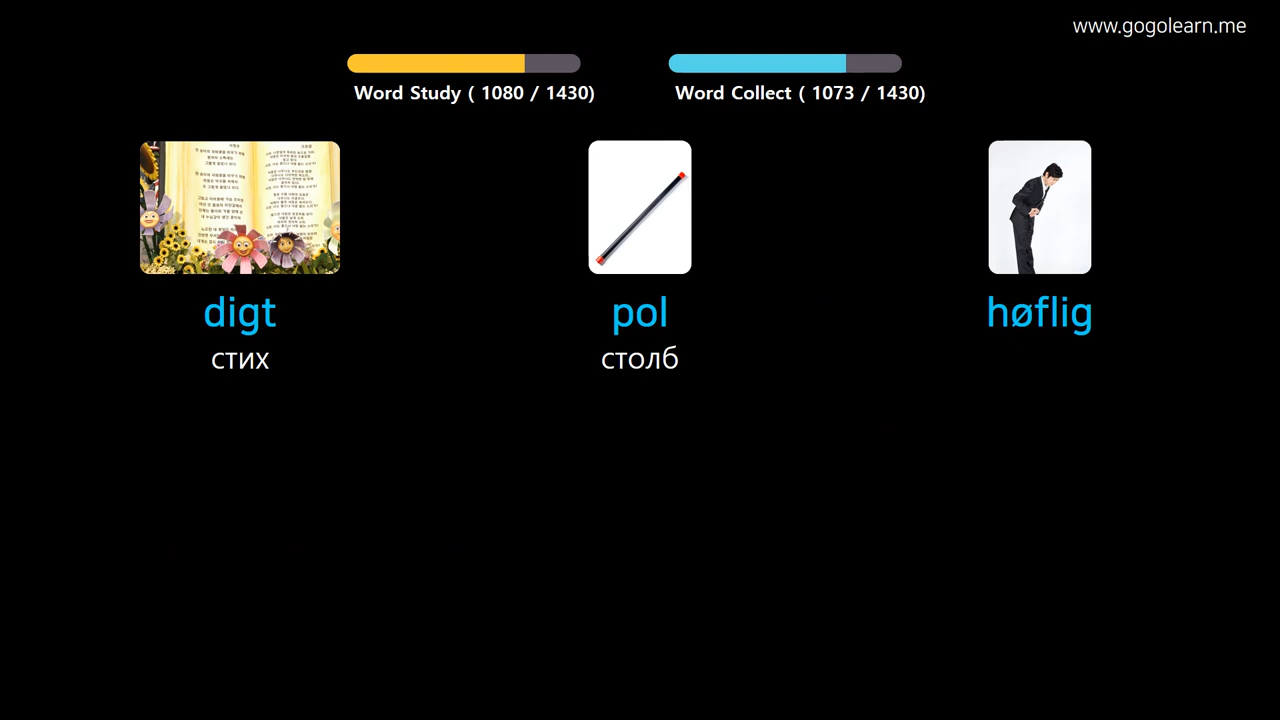 www.gogolearn.me
Word Study ( 1080 / 1430)
Word Collect ( 1073 / 1430)
digt
pol
høflig
стих
столб